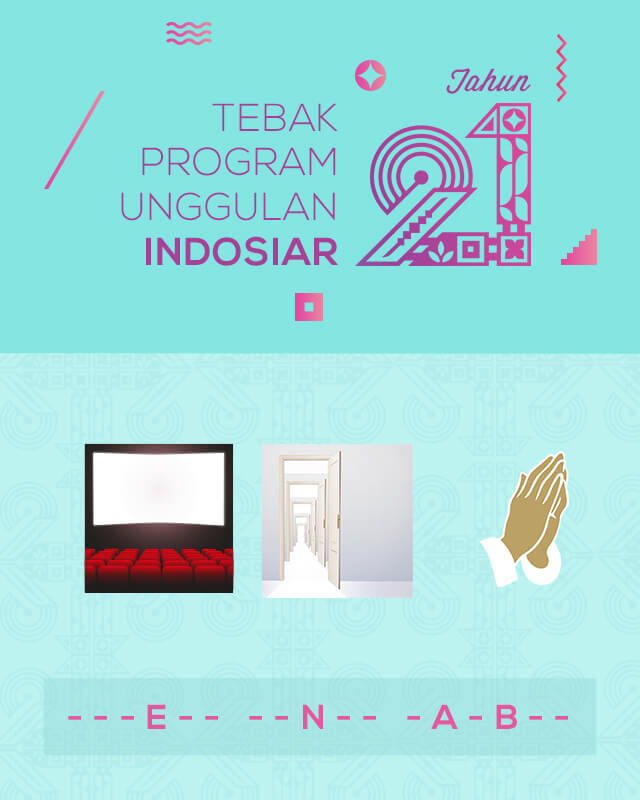 Tahun
21
TEBAK
PROGRAM
UNGGULAN
INDOSIAR
- - - E - - - - N - - - A - B - -